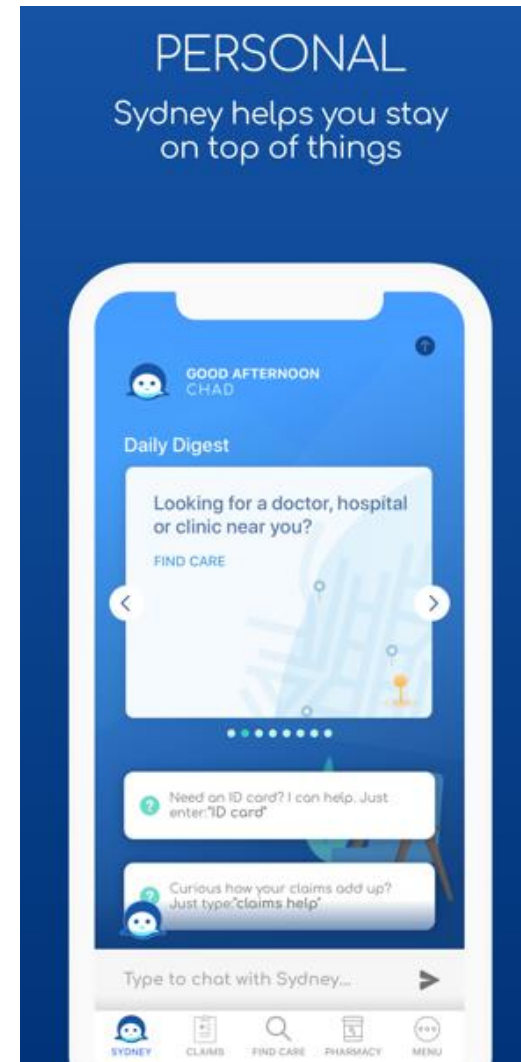 PERSONAL
Sydney helps you stay
on top of things
GOOD AFTERNOON
CHAD
Daily Digest
Looking for a doctor, hospital
or clinic near you?
FIND CARE
Need an ID card? I can help. Just
enter:"ID card"
Curious how your claims add up?
Just type:"claims help"
Type to chat with Sydney...
SYDNEY CLAIMS FIND CARE PHARMACY MENU